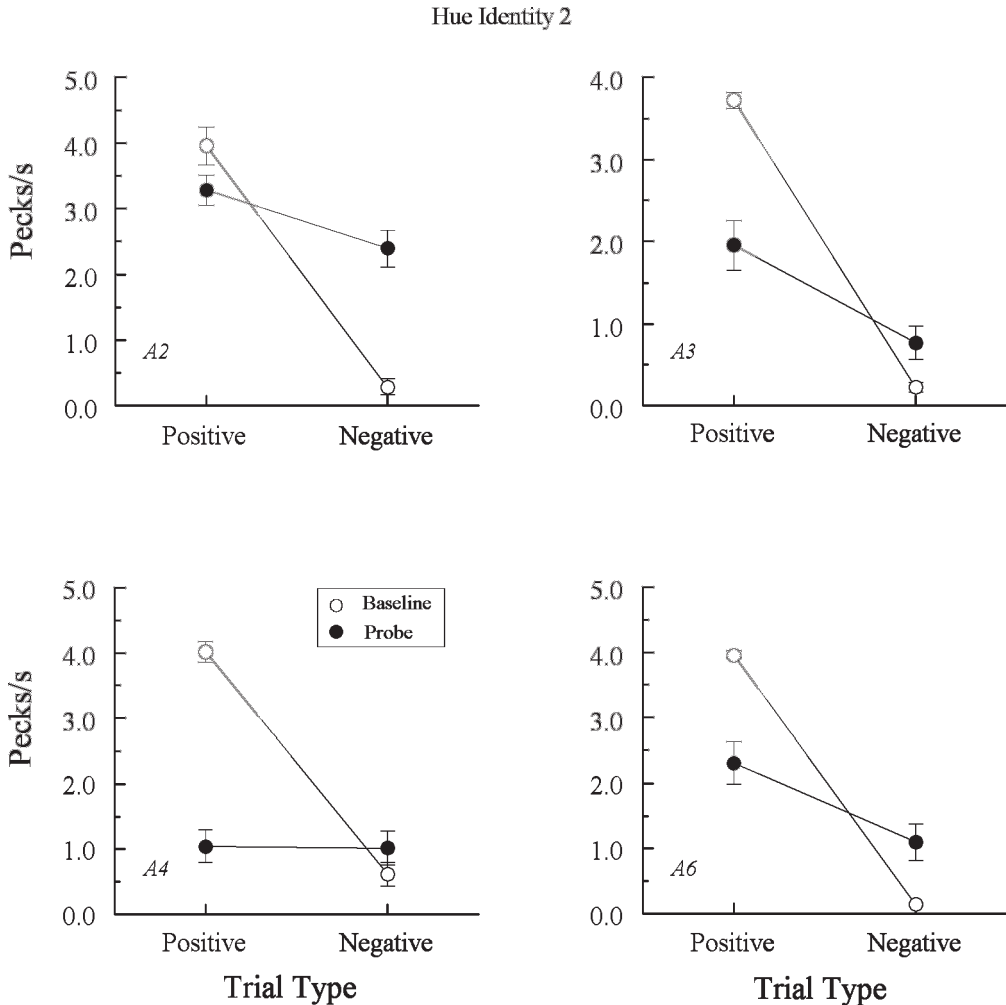 Hue Identity 2
Pecks/s
5.0
4.0
3.0
2.0
1.0
0.0
A2
Positive Negative
4.0
3.0
2.0
1.0
0.0
A3
Positive Negative
Pecks/s
5.0
4.0
3.0
2.0
1.0
0.0
A4
Baseline
Probe
Positive Negative
Trial Type
5.0
4.0
3.0
2.0
1.0
0.0
A6
Positive Negative
Trial Type